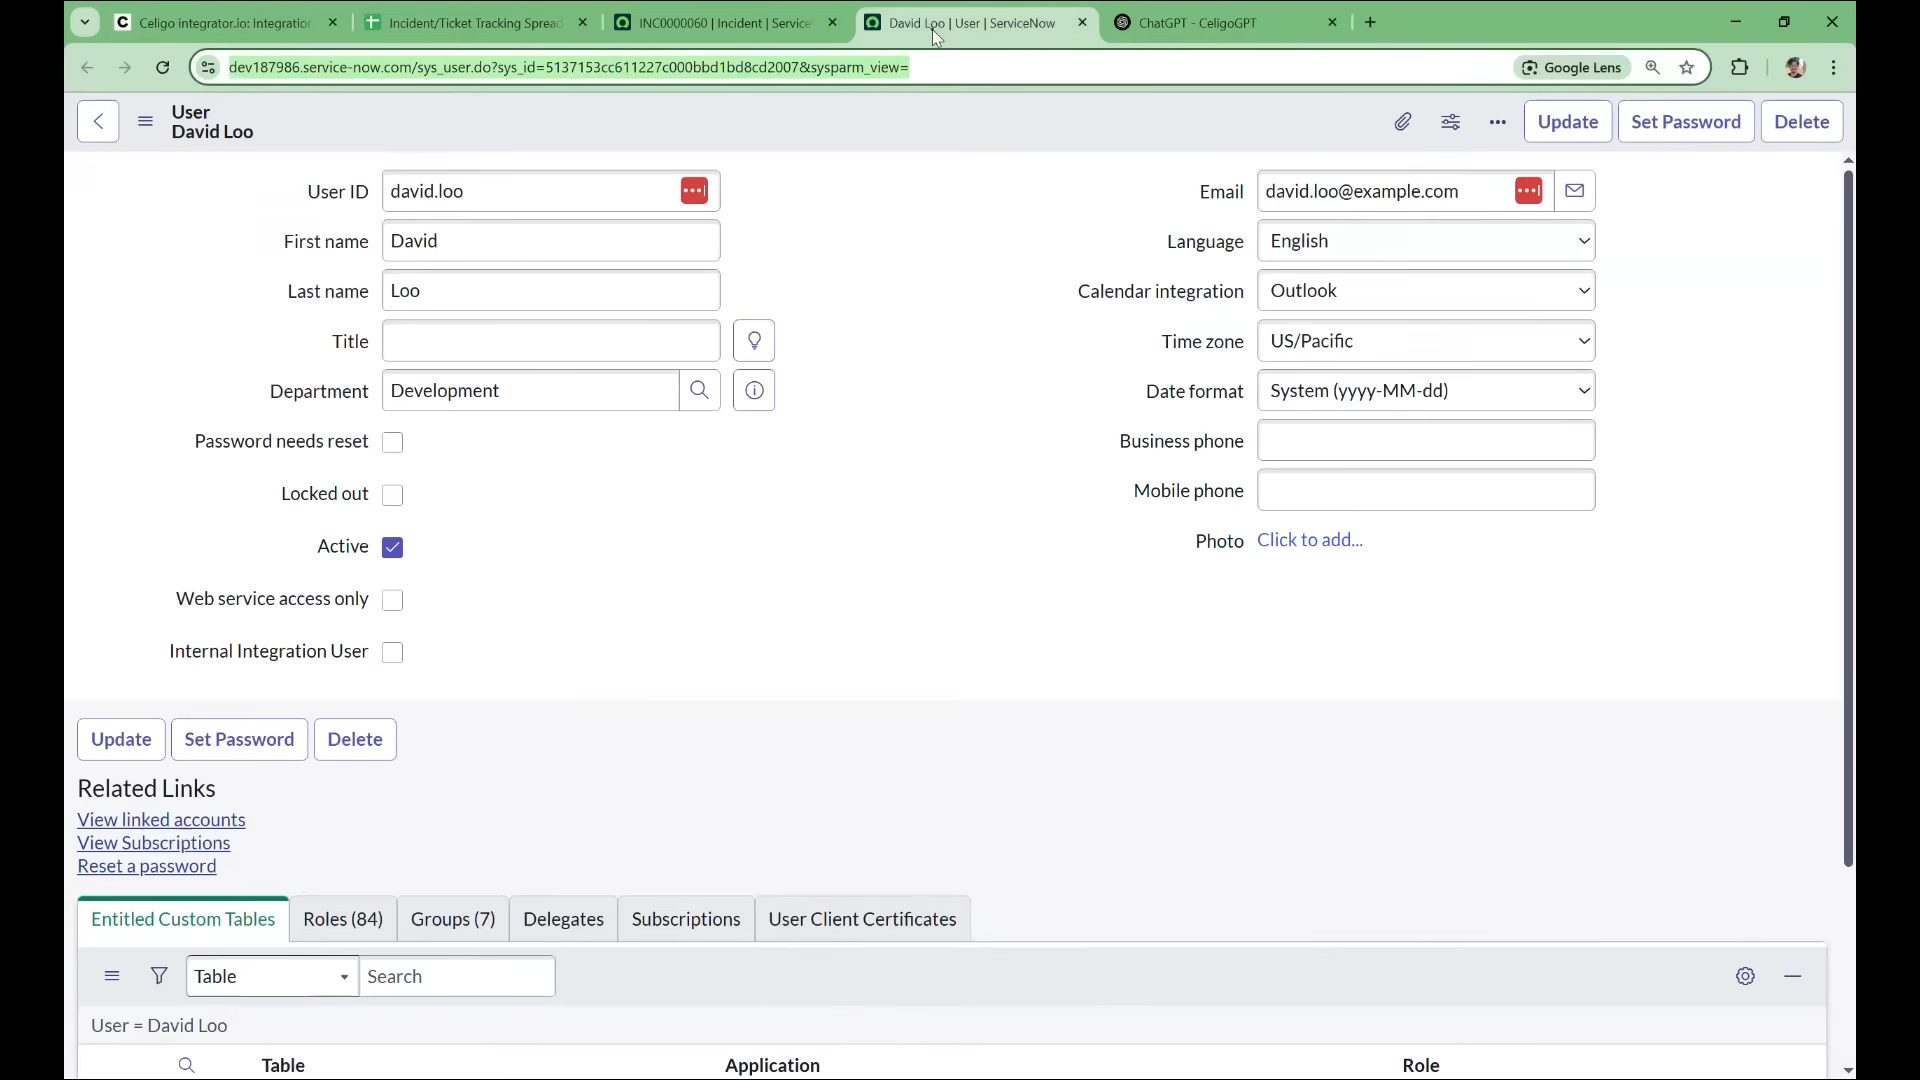 Celigo integrator.io: Integration
Incident/Ticket Tracking Spread
INC0000060 | Incident | Service
David Loo | User | ServiceNow
ChatGPT - CeligoGPT
dev187986.service-now.com/sys_user.do?sys_id=5137153cc611227c000bbd1bd8cd2007&sysparm_view=
Google Lens
User
David Loo
Update
Set Password
Delete
User ID
david.loo
Email
david.loo@example.com
First name
David
Language
English
Last name
Loo
Calendar integration
Outlook
Title
Time zone
US/Pacific
Department
Development
Date format
System (yyyy-MM-dd)
Password needs reset
Business phone
Locked out
Mobile phone
Active
Photo
Click to add...
Web service access only
Internal Integration User
Update
Set Password
Delete
Related Links
View linked accounts
View Subscriptions
Reset a password
Entitled Custom Tables
Roles (84)
Groups (7)
Delegates
Subscriptions
User Client Certificates
Table
Search
User = David Loo
Table
Application
Role